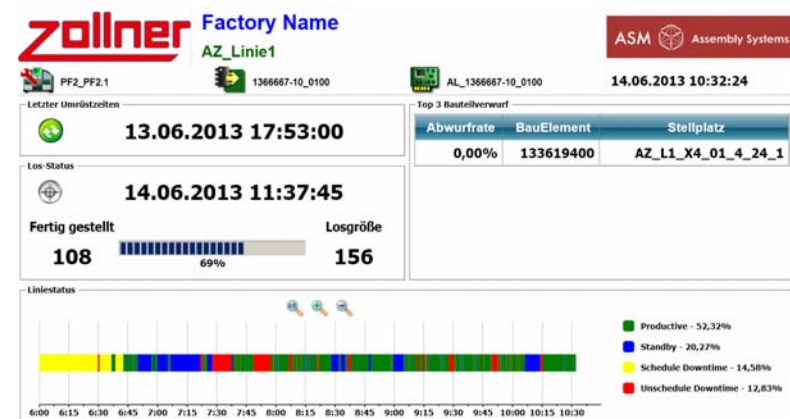 zollner
Factory Name
AZ_Linie1
ASM Assembly Systems
PF2_PF2.1
1366667-10_0100
AL_1366667-10_0100
14.06.2013 10:32:24
Letzter Umrüstzeiten
13.06.2013 17:53:00
Los-Status
14.06.2013 11:37:45
Fertig gestellt
Losgröße
108
69%
156
Top 3 Bauteilverwurf
Abwurfrate BauElement Stellplatz
0,00% 133619400 AZ_L1_X4_01_4_24_1
Liniestatus
Productive - 52,32%
Standby - 20,27%
Schedule Downtime - 14,58%
Unschedule Downtime - 12,83%
6:00 6:15 6:30 6:45 7:00 7:15 7:30 7:45 8:00 8:15 8:30 8:45 9:00 9:15 9:30 9:45 10:00 10:15 10:30